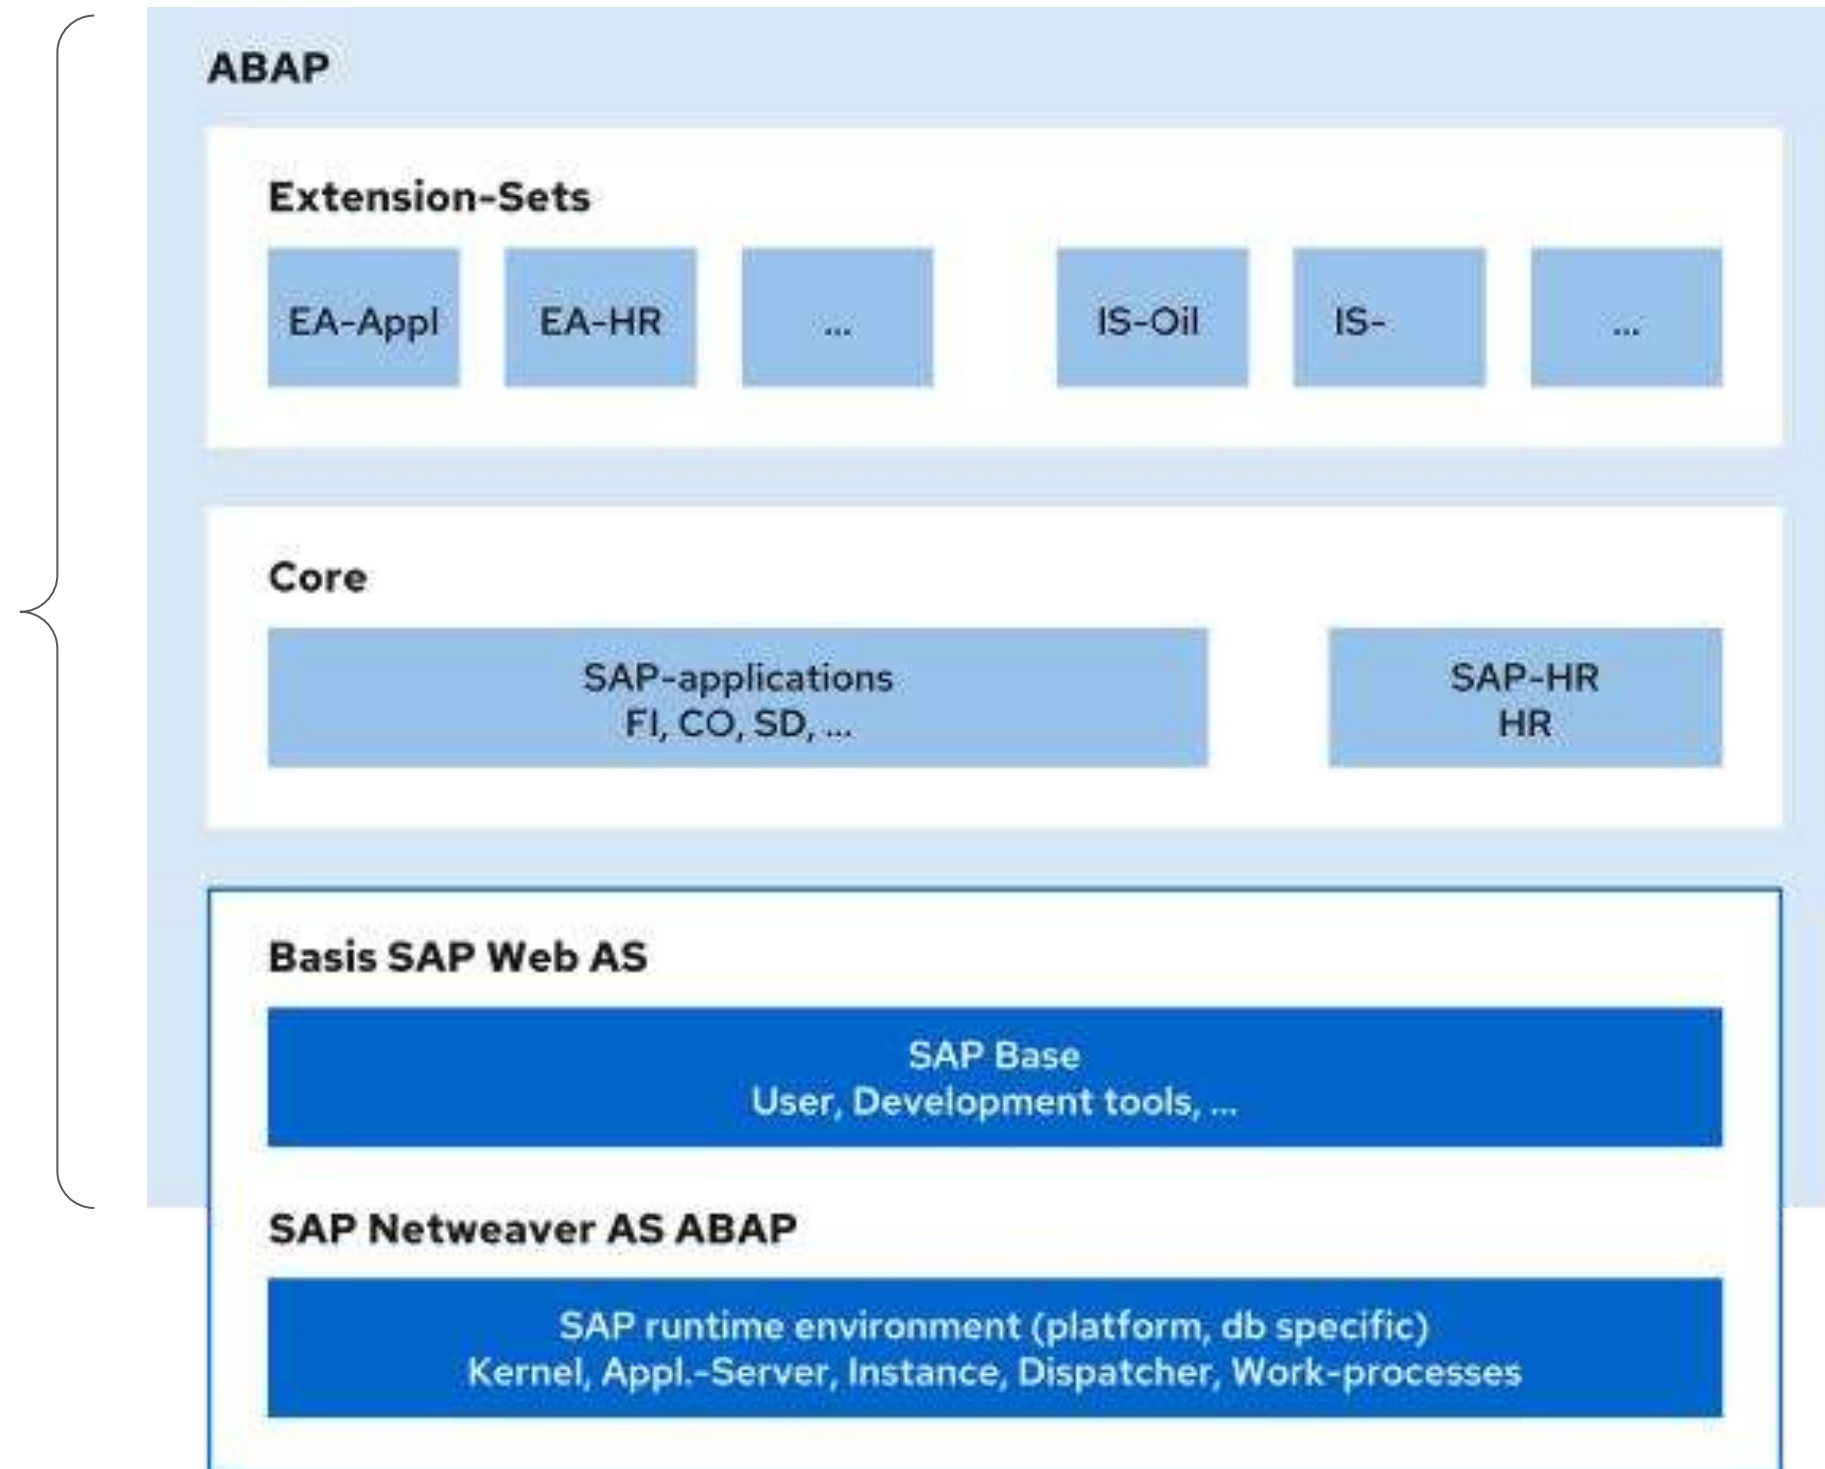 ABAP
Extension-Sets
EA-Appl
EA-HR
...
IS-Oil
IS-
...
Core
SAP-applications
FI, CO, SD, ...
SAP-HR
HR
Basis SAP Web AS
SAP Base
User, Development tools, ...
SAP Netweaver AS ABAP
SAP runtime environment (platform, db specific)
Kernel, Appl.-Server, Instance, Dispatcher, Work-processes